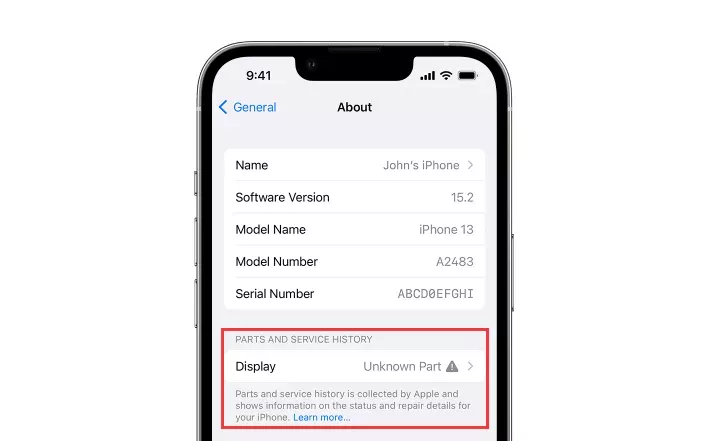 9:41
General
About
Name John's iPhone
Software Version 15.2
Model Name iPhone 13
Model Number A2483
Serial Number ABCD0EFGHI
PARTS AND SERVICE HISTORY
Display Unknown Part
Parts and service history is collected by Apple and
shows information on the status and repair details for
your iPhone. Learn more...